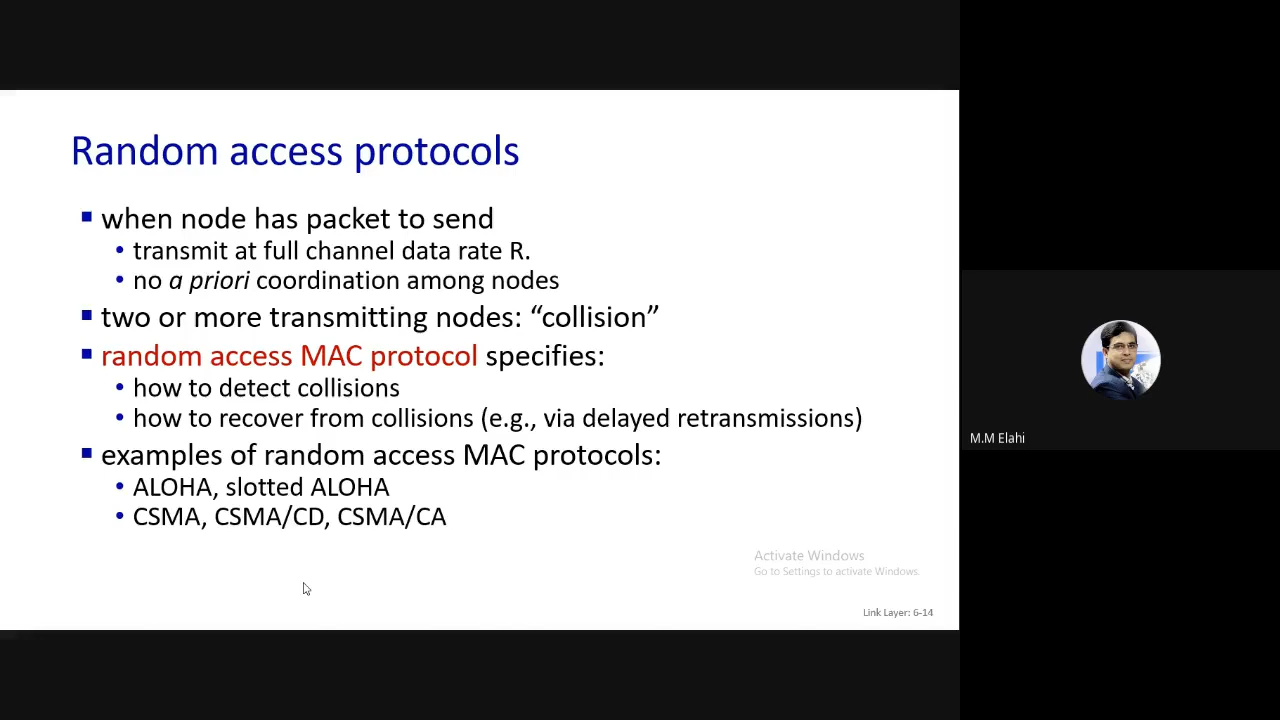 Random access protocols
▪ when node has packet to send
• transmit at full channel data rate R.
• no a priori coordination among nodes
▪ two or more transmitting nodes: “collision”
▪ random access MAC protocol specifies:
• how to detect collisions
• how to recover from collisions (e.g., via delayed retransmissions)
▪ examples of random access MAC protocols:
• ALOHA, slotted ALOHA
• CSMA, CSMA/CD, CSMA/CA
Activate Windows
Go to Settings to activate Windows.
Link Layer: 6-14
M.M Elahi